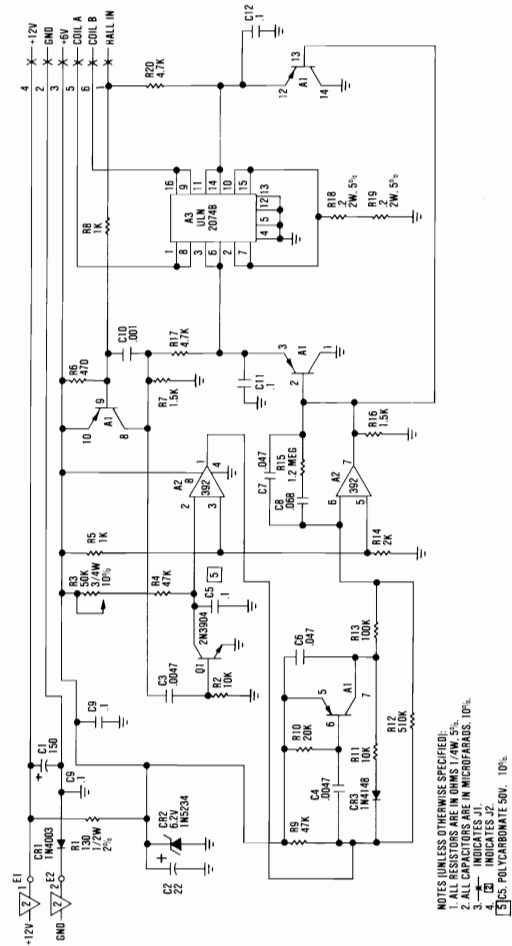 +12V
GND
+6V
COIL A
COIL B
HALL IN
4
2
3
5
6
1
C12
.1
R20
4.7K
12
13
A1
14
16
9
11
14
10
15
A3
ULN
2074B
1
8
3
6
2
7
4
5
12
13
R18
.2
2W, 5%
R19
.2
2W, 5%
R8
1K
R6
470
C10
.001
R17
4.7K
R7
1.5K
C11
.1
10
9
A1
8
3
2
A1
1
A2
8
392
1
4
2
3
R5
1K
R3
50K
3/4W
10%
R4
47K
5
C5
.1
2N3904
Q1
C3
.0047
R2
10K
C7
.047
R15
1.2 MEG
C8
.068
A2
392
7
6
5
R16
1.5K
R14
2K
C9
.1
C1
150
+
C9
.1
CR1
1N4003
R1
130
1/2W
2%
CR2
6.2V
1N5234
+
C2
22
+12V
2
1
E1
GND
2
2
E2
C6
.047
R10
20K
5
6
A1
7
R13
100K
R11
10K
C4
.0047
CR3
1N4148
R9
47K
R12
510K
NOTES (UNLESS OTHERWISE SPECIFIED):
1. ALL RESISTORS ARE IN OHMS 1/4W, 5%.
2. ALL CAPACITORS ARE IN MICROFARADS, 10%.
3. INDICATES J1.
4. 2 INDICATES J2.
5 C5, POLYCARBONATE 50V, 10%.